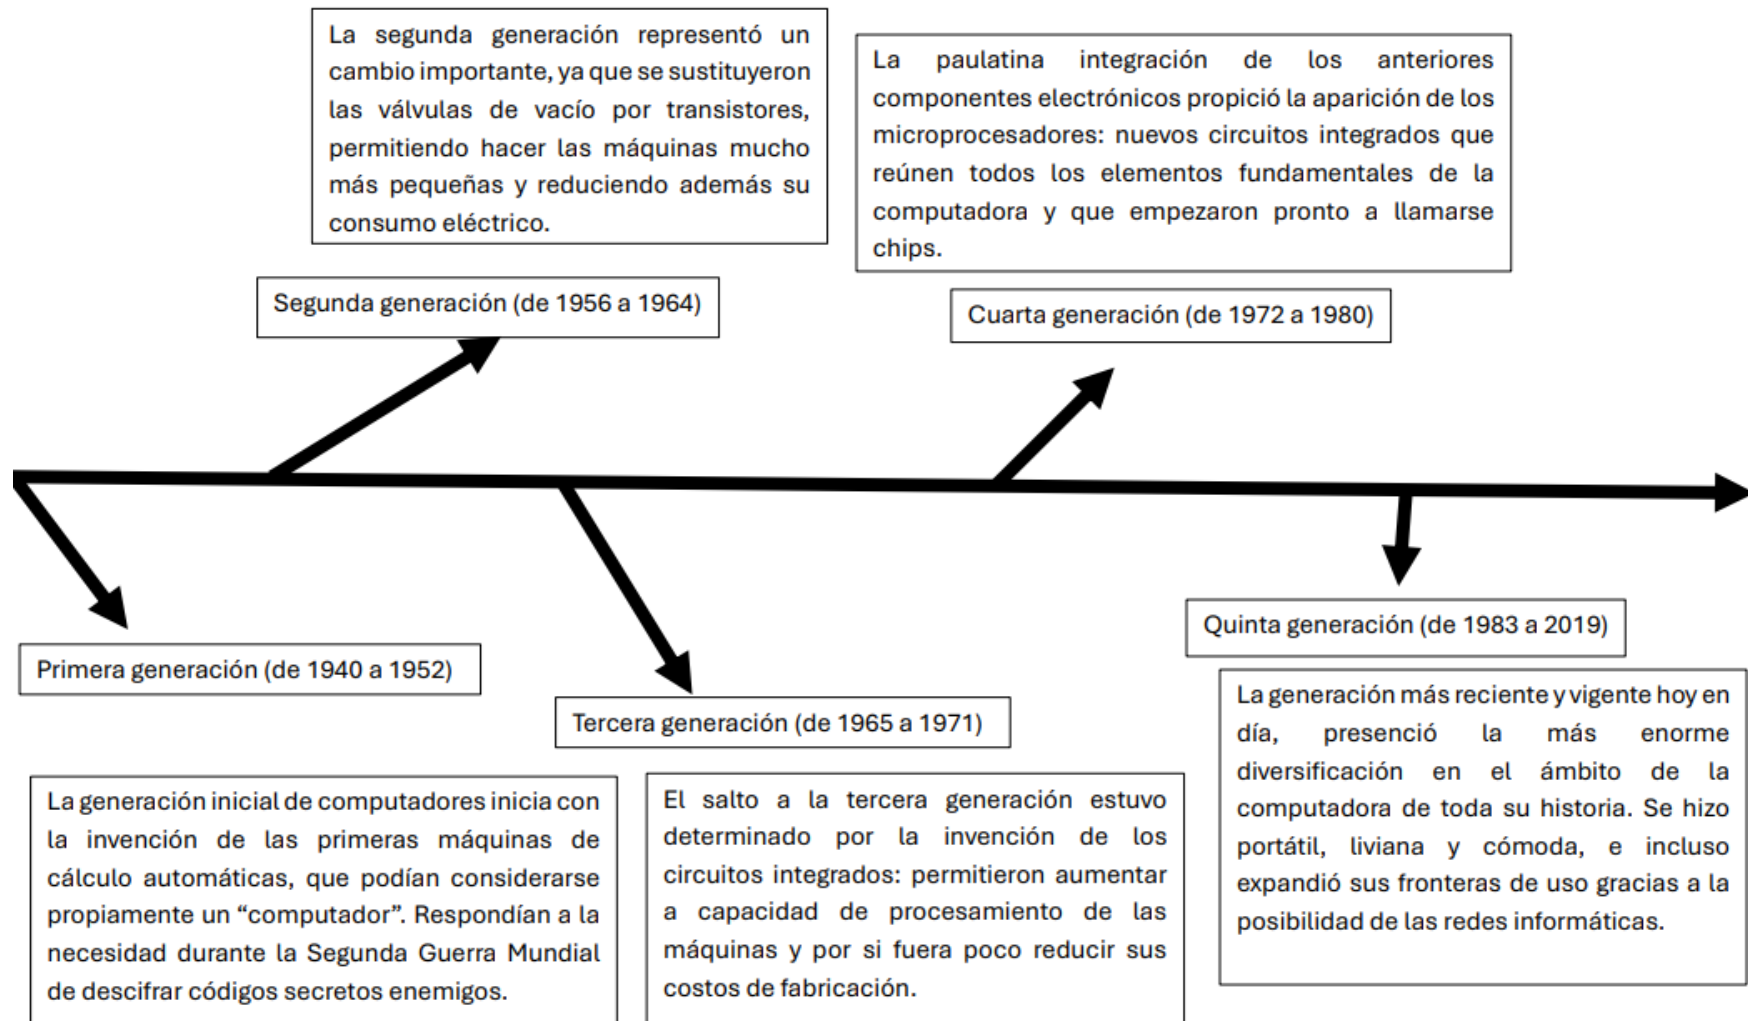 La segunda generación representó un
cambio importante, ya que se sustituyeron
las válvulas de vacío por transistores,
permitiendo hacer las máquinas mucho
más pequeñas y reduciendo además su
consumo eléctrico.
La paulatina integración de los anteriores
componentes electrónicos propició la aparición de los
microprocesadores: nuevos circuitos integrados que
reúnen todos los elementos fundamentales de la
computadora y que empezaron pronto a llamarse
chips.
Segunda generación (de 1956 a 1964)
Cuarta generación (de 1972 a 1980)
Primera generación (de 1940 a 1952)
Tercera generación (de 1965 a 1971)
Quinta generación (de 1983 a 2019)
La generación inicial de computadores inicia con
la invención de las primeras máquinas de
cálculo automáticas, que podían considerarse
propiamente un “computador”. Respondían a la
necesidad durante la Segunda Guerra Mundial
de descifrar códigos secretos enemigos.
El salto a la tercera generación estuvo
determinado por la invención de los
circuitos integrados: permitieron aumentar
a capacidad de procesamiento de las
máquinas y por si fuera poco reducir sus
costos de fabricación.
La generación más reciente y vigente hoy en
día, presenció la más enorme
diversificación en el ámbito de la
computadora de toda su historia. Se hizo
portátil, liviana y cómoda, e incluso
expandió sus fronteras de uso gracias a la
posibilidad de las redes informáticas.